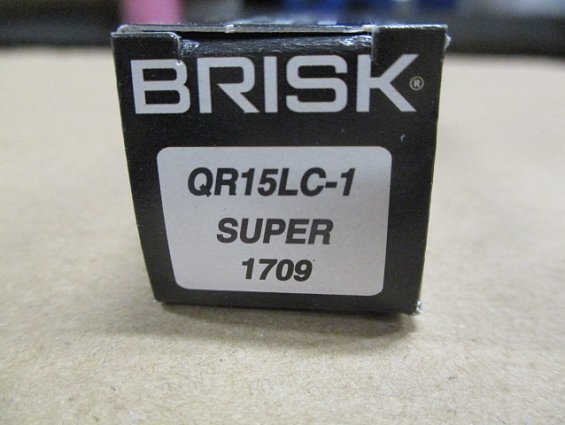 BRISK®
QR15LC-1
SUPER
1709